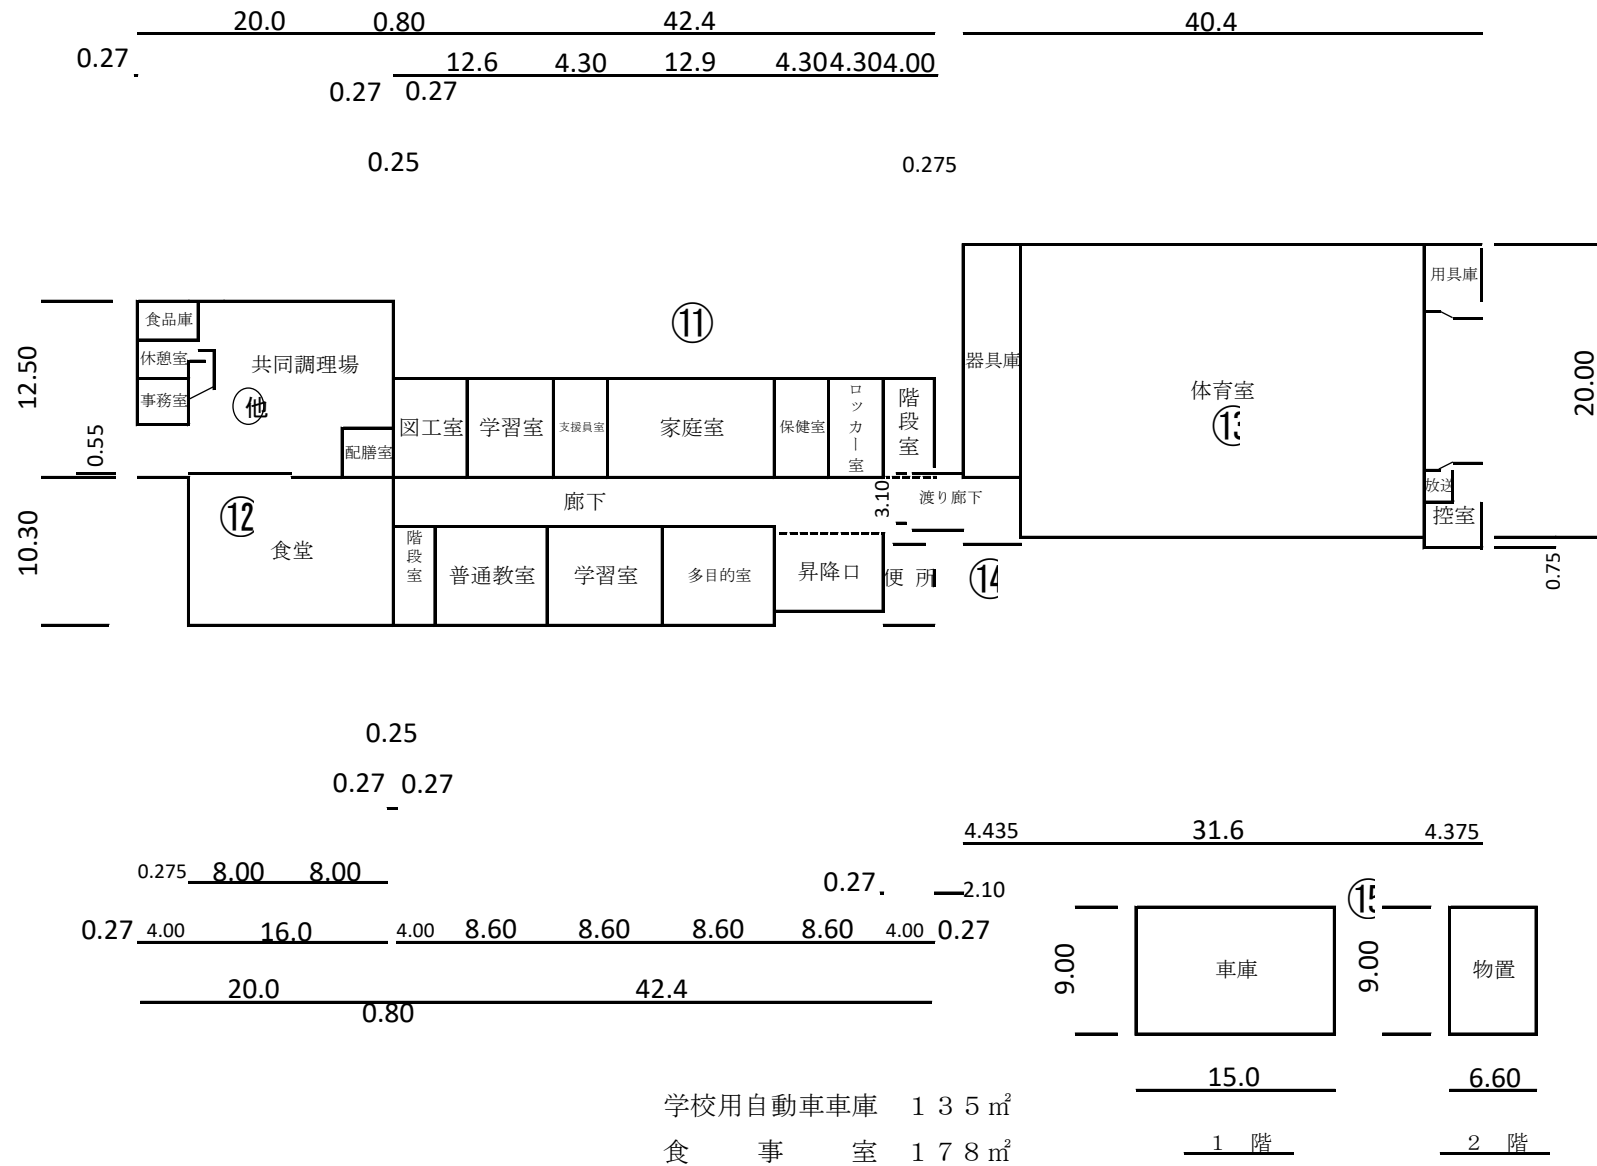 20.0 0.80 42.4 40.4
0.27 12.6 4.30 12.9 4.30 4.30 4.00
0.27 0.27
0.25 0.275
用具庫
食品庫 ⑪
休憩室 共同調理場 器具庫 体育室
12.50 20.00
事務室 他 ⑬
図工室 学習室 支援員室 家庭室 保健室 ロッカー室 階段室
0.55 配膳室
放送
⑫ 廊下 3.10 渡り廊下 控室
10.30 食堂
階段室 普通教室 学習室 多目的室 昇降口 便所 ⑭ 0.75
0.25
0.27 0.27
4.435 31.6 4.375
0.275 8.00 8.00 0.27 2.10 ⑮
0.27 4.00 16.0 4.00 8.60 8.60 8.60 8.60 4.00 0.27
9.00 車庫 9.00 物置
20.0 42.4
0.80
15.0 6.60
学校用自動車車庫 135㎡
食事室 178㎡
1階 2階